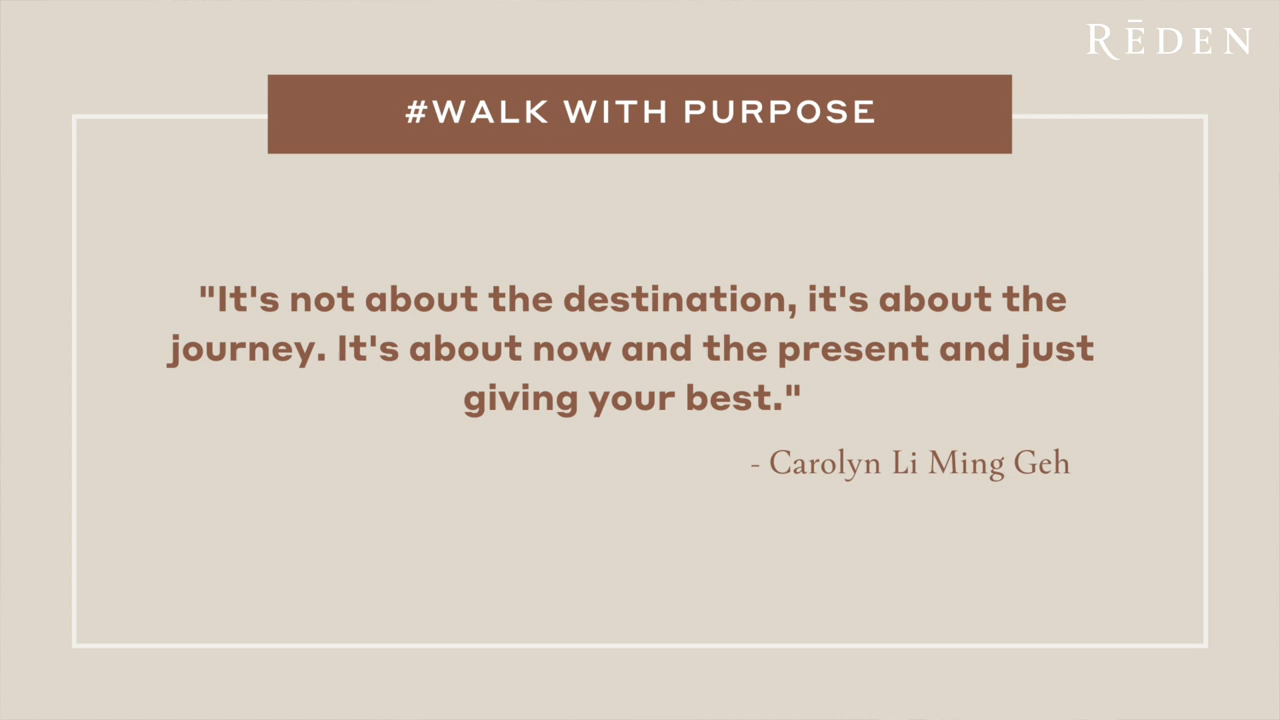 RĒDEN
#WALK WITH PURPOSE
"It's not about the destination, it's about the
journey. It's about now and the present and just
giving your best."
- Carolyn Li Ming Geh